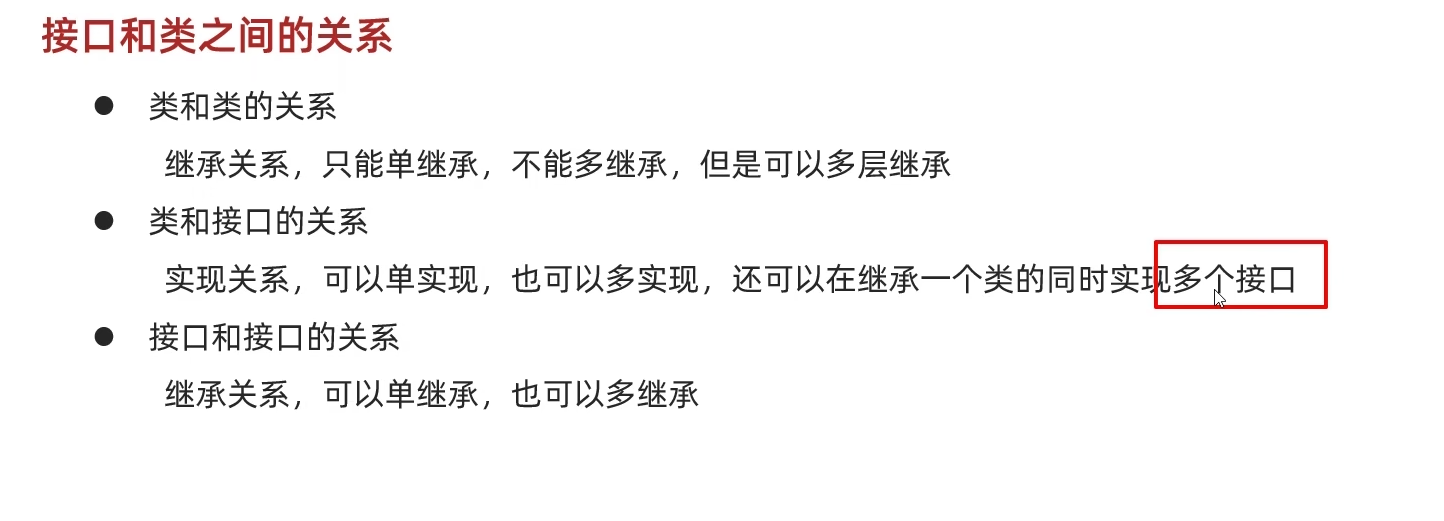 接口和类之间的关系
● 类和类的关系
继承关系，只能单继承，不能多继承，但是可以多层继承
● 类和接口的关系
实现关系，可以单实现，也可以多实现，还可以在继承一个类的同时实现多个接口
● 接口和接口的关系
继承关系，可以单继承，也可以多继承